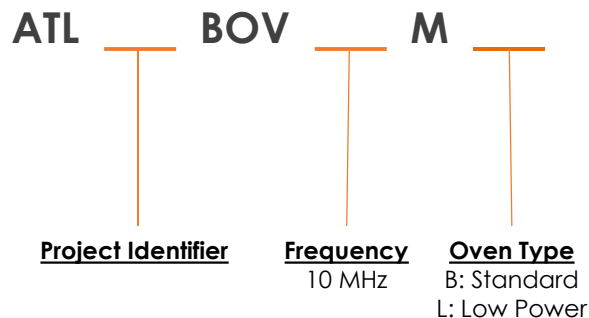 ATL BOV M
Project Identifier Frequency Oven Type
10 MHz B: Standard
L: Low Power